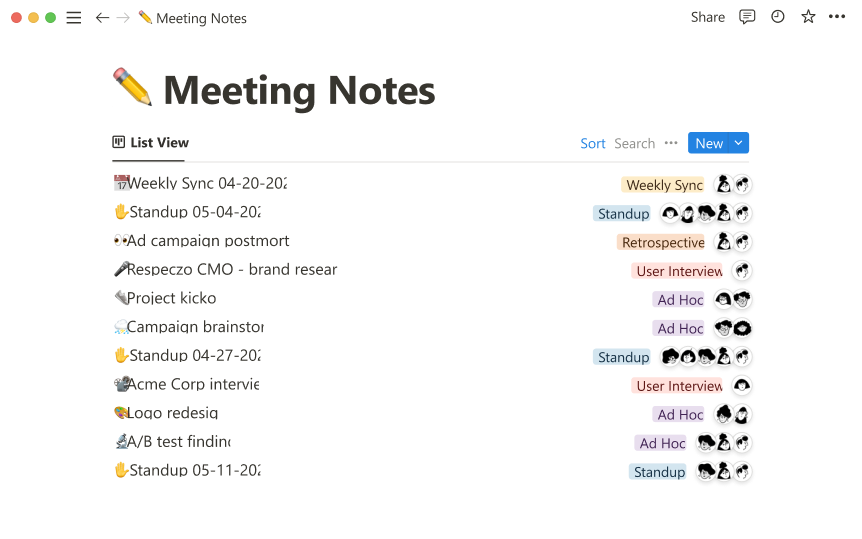 Meeting Notes
Share
Meeting Notes
List View
Sort Search New
Weekly Sync 04-20-202 Weekly Sync
Standup 05-04-202 Standup
Ad campaign postmort Retrospective
Respeczo CMO - brand resear User Interview
Project kicko Ad Hoc
Campaign brainstor Ad Hoc
Standup 04-27-202 Standup
Acme Corp intervie User Interview
Logo redesig Ad Hoc
A/B test findin Ad Hoc
Standup 05-11-202 Standup